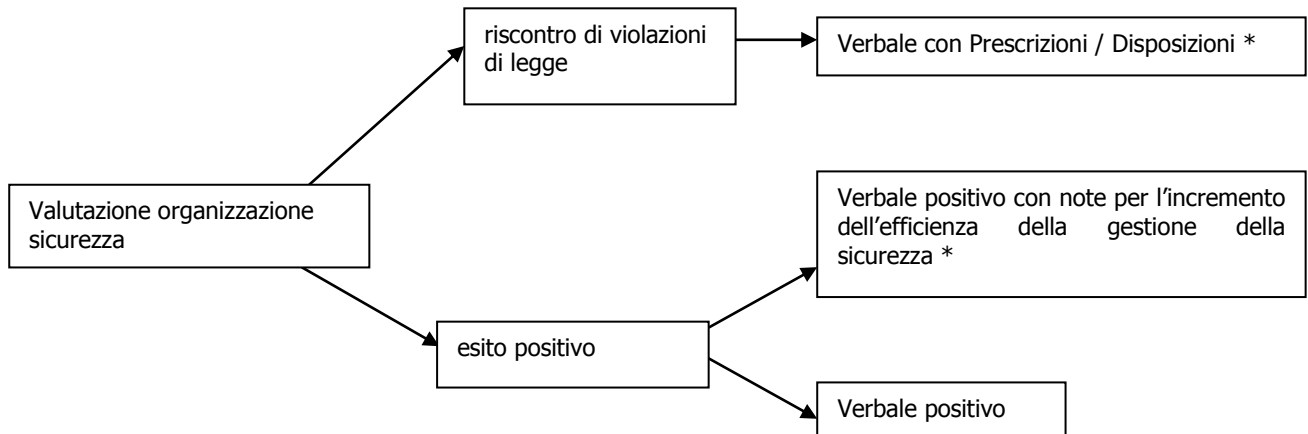 riscontro di violazioni
di legge
Verbale con Prescrizioni / Disposizioni *
Valutazione organizzazione
sicurezza
Verbale positivo con note per l'incremento
dell'efficienza della gestione della
sicurezza *
esito positivo
Verbale positivo